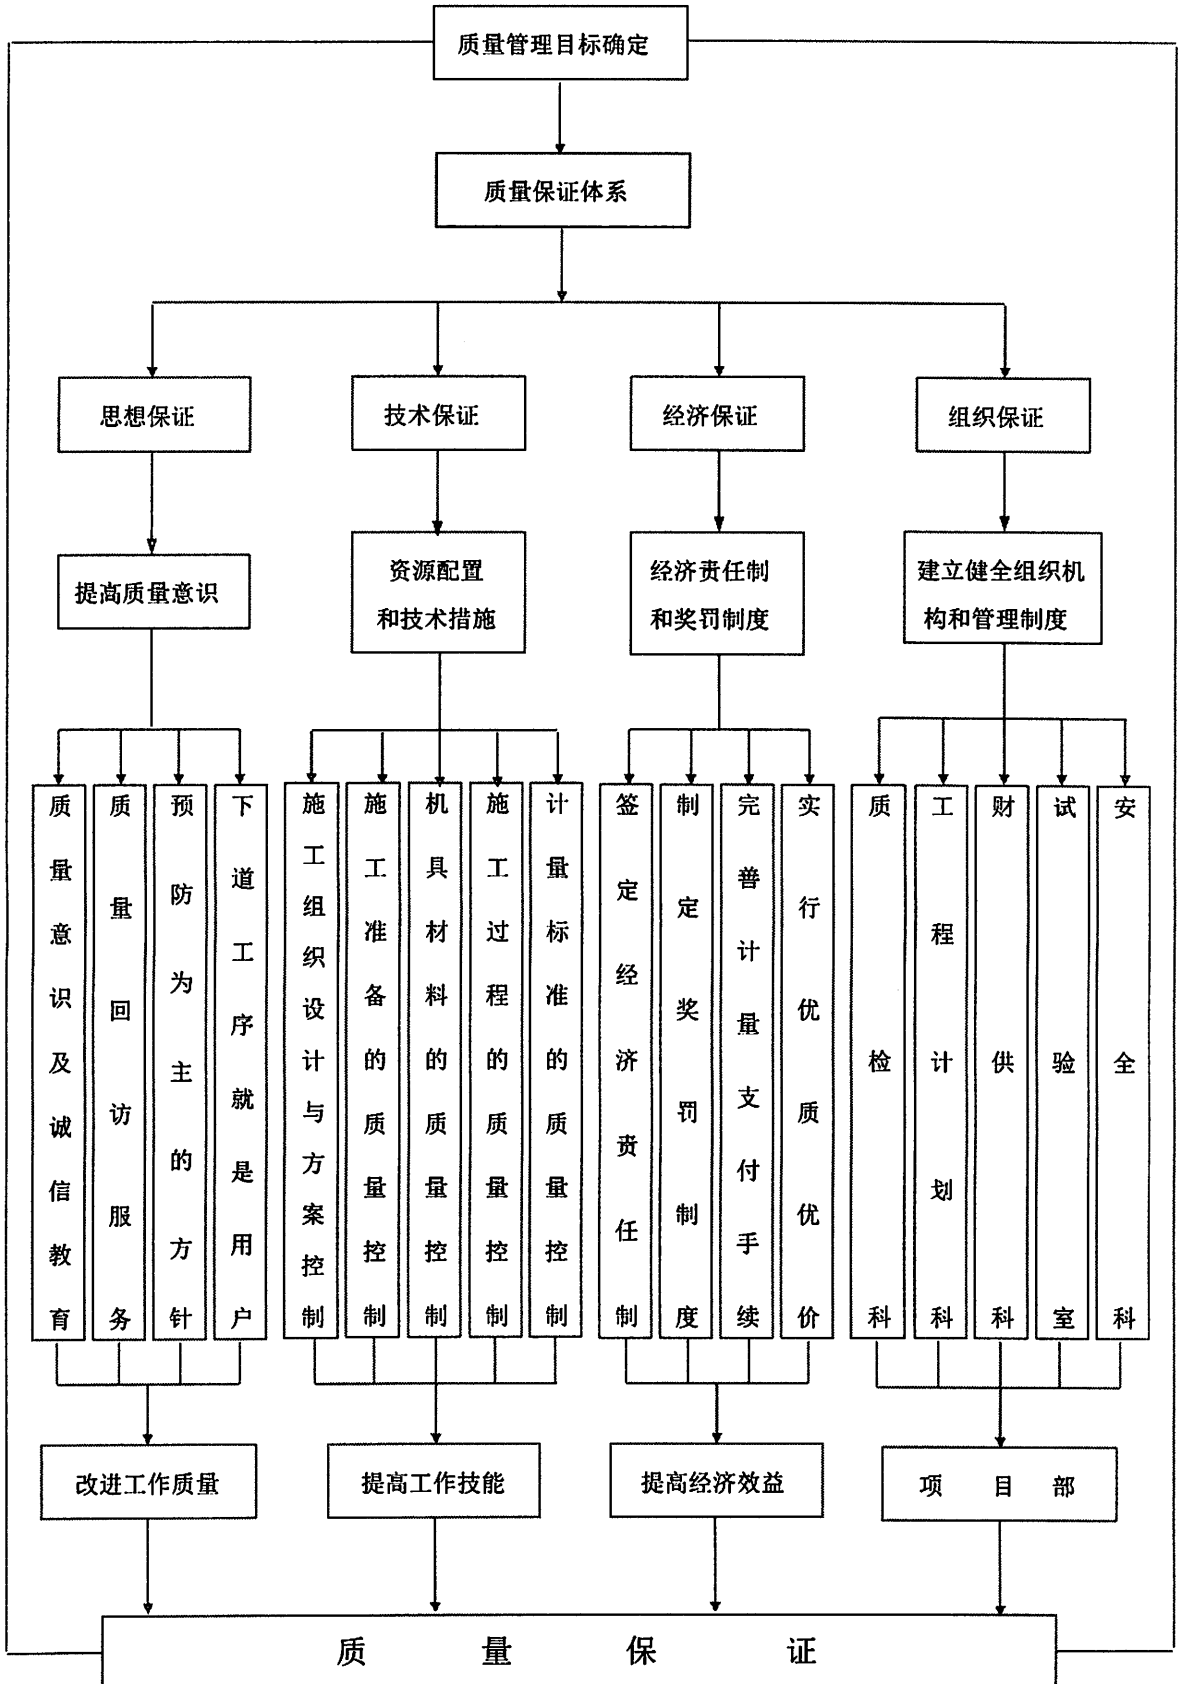 质量管理目标确定
质量保证体系
思想保证
技术保证
经济保证
组织保证
提高质量意识
资源配置
和技术措施
经济责任制
和奖罚制度
建立健全组织机
构和管理制度
质量意识及诚信教育
质量回访服务
预防为主的方针
下道工序就是用户
施工组织设计与方案控制
施工准备的质量控制
机具材料的质量控制
施工过程的质量控制
计量标准的质量控制
签定经济责任制
制定奖罚制度
完善计量支付手续
实行优质优价
质检科
工程计划科
财供科
试验室
安全科
改进工作质量
提高工作技能
提高经济效益
项目部
质量保证